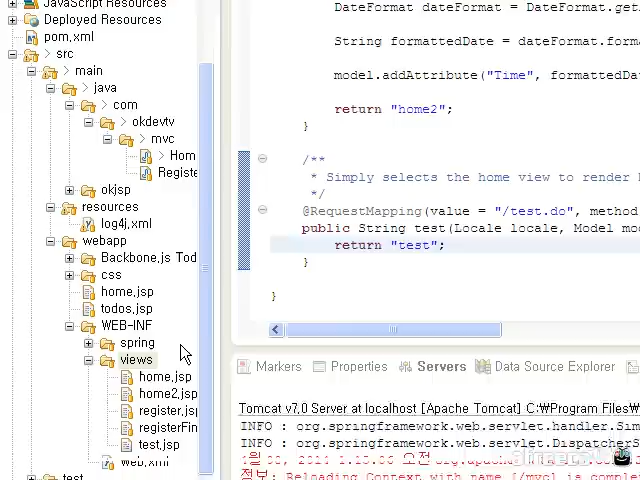 JavaScript Resources
Deployed Resources
pom.xml
> src
> main
> java
> com
> okdevtv
> mvc
> Hom
Registe
okjsp
resources
log4j.xml
webapp
Backbone.js Tod
css
home.jsp
todos.jsp
WEB-INF
spring
views
home.jsp
home2.jsp
register.jsp
registerFin
test.jsp
web.xml
test
DateFormat dateFormat = DateFormat.get
String formattedDate = dateFormat.forma
model.addAttribute("Time", formattedDa
return "home2";
}
/**
* Simply selects the home view to render
*/
@RequestMapping(value = "/test.do", method
public String test(Locale locale, Model mo
return "test";
}
}
Markers Properties Servers Data Source Explorer
Tomcat v7.0 Server at localhost [Apache Tomcat] C:\Program Files\
INFO : org.springframework.web.servlet.handler.Sim
INFO : org.springframework.web.servlet.DispatcherS
정보: Reloading Context with name [/mvc] is comple